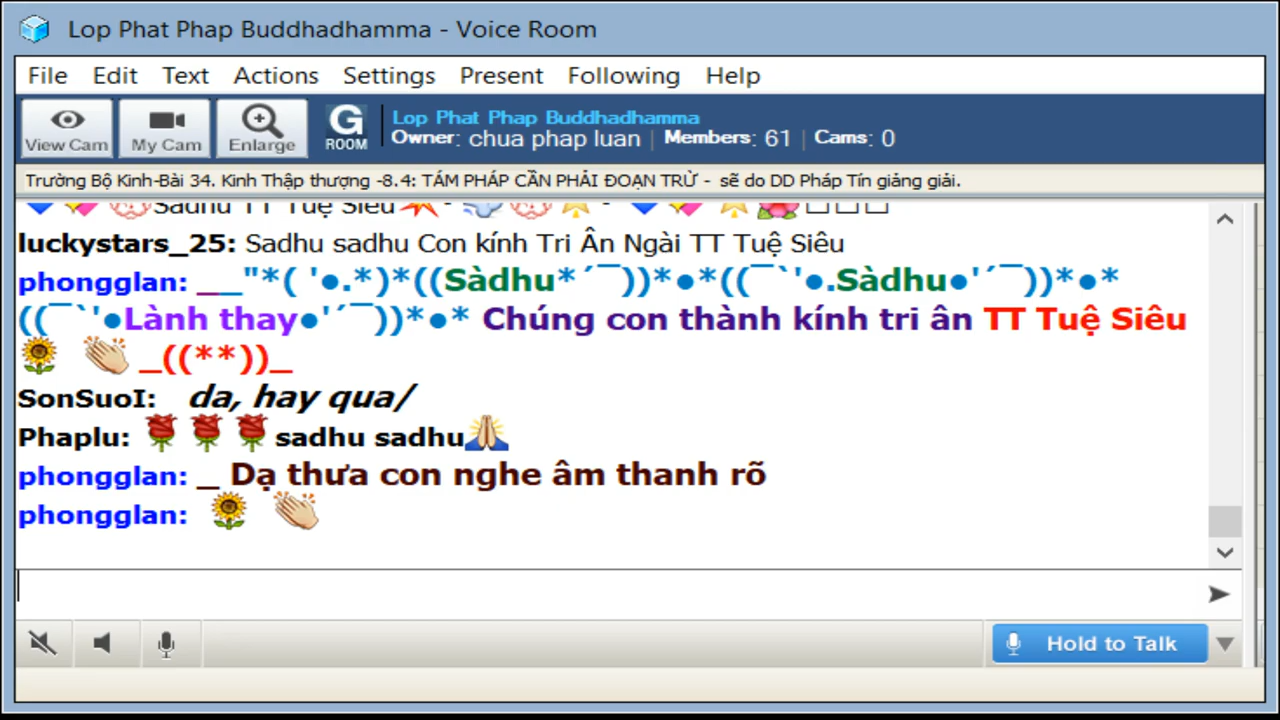 Lop Phat Phap Buddhadhamma - Voice Room
File Edit Text Actions Settings Present Following Help
View Cam My Cam Enlarge G ROOM
Lop Phat Phap Buddhadhamma
Owner: chua phap luan | Members: 61 | Cams: 0
Trường Bộ Kinh-Bài 34. Kinh Thập thượng -8.4: TÁM PHÁP CẦN PHẢI ĐOẠN TRỪ - sẽ do DD Pháp Tín giảng giải.
Sadhu TT Tuệ Siêu
luckystars_25: Sadhu sadhu Con kính Tri Ân Ngài TT Tuệ Siêu
phongglan: __"*( '●.*)*((Sàdhu*´¯))*●*((¯`'●.Sàdhu●'´¯))*●*
((¯`'●Lành thay●'´¯))*●* Chúng con thành kính tri ân TT Tuệ Siêu
🌻 👏 _((**))_
SonSuoI: da, hay qua/
Phaplu: 🌹🌹🌹sadhu sadhu🙏
phongglan: _ Dạ thưa con nghe âm thanh rõ
phongglan: 🌻 👏
Hold to Talk